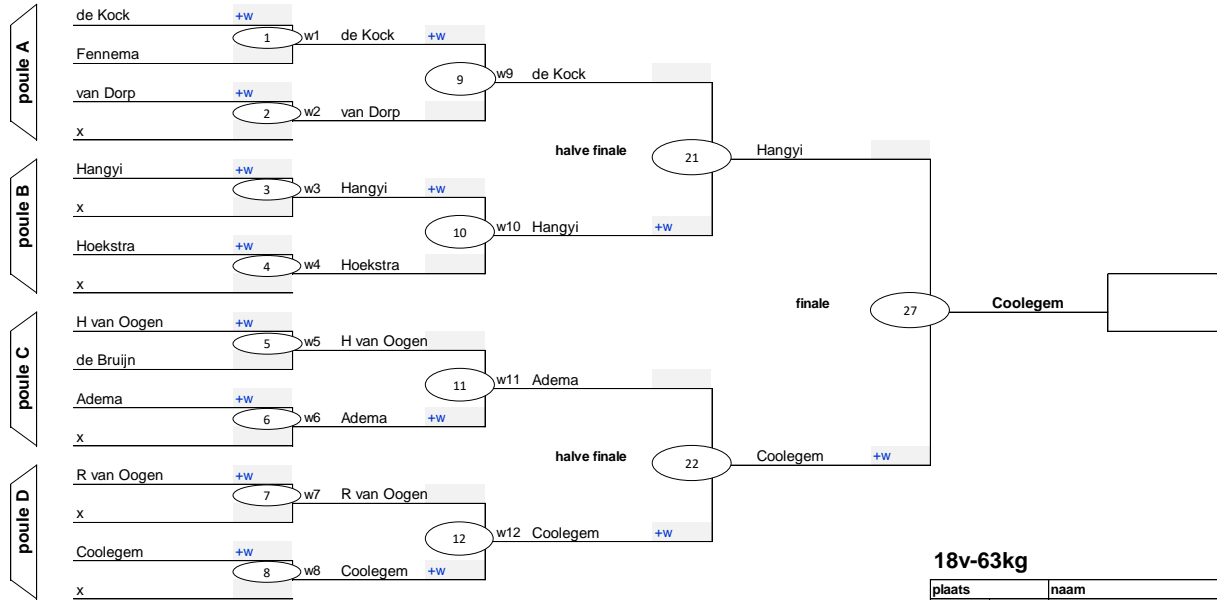 poule A
de Kock +w
1 w1 de Kock +w
Fennema
9 w9 de Kock
van Dorp +w
2 w2 van Dorp
x
halve finale 21 Hangyi
poule B
Hangyi +w
3 w3 Hangyi +w
x
10 w10 Hangyi +w
Hoekstra +w
4 w4 Hoekstra
x
finale 27 Coolegem
poule C
H van Oogen +w
5 w5 H van Oogen
de Bruijn
11 w11 Adema
Adema +w
6 w6 Adema +w
x
halve finale 22 Coolegem +w
poule D
R van Oogen +w
7 w7 R van Oogen
x
12 w12 Coolegem +w
Coolegem +w
8 w8 Coolegem +w
x
18v-63kg
plaats naam